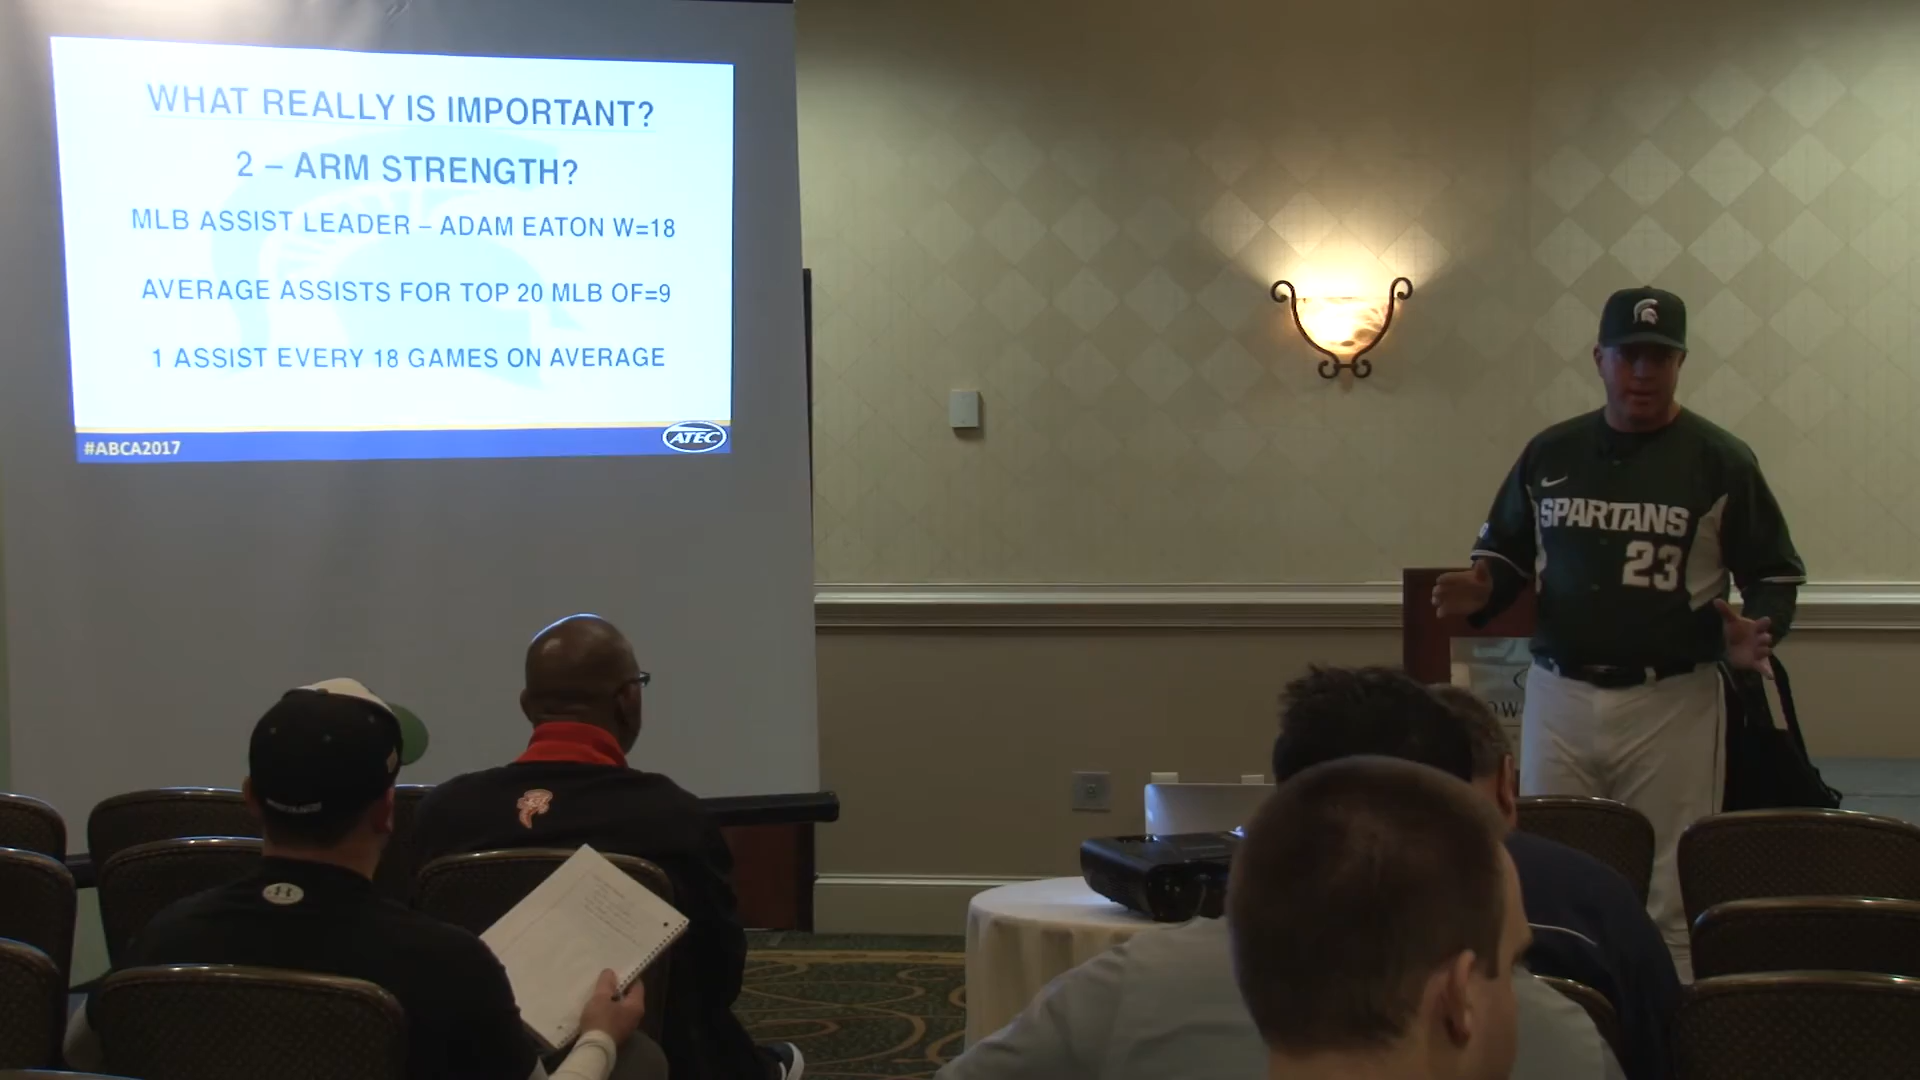 WHAT REALLY IS IMPORTANT?
2 – ARM STRENGTH?
MLB ASSIST LEADER – ADAM EATON W=18
AVERAGE ASSISTS FOR TOP 20 MLB OF=9
1 ASSIST EVERY 18 GAMES ON AVERAGE
#ABCA2017
ATEC
SPARTANS
23